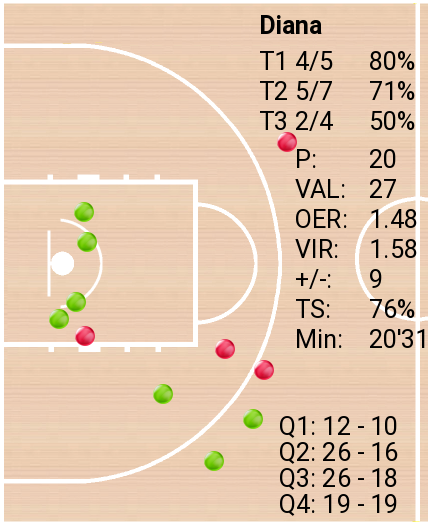 Diana
T1 4/5 80%
T2 5/7 71%
T3 2/4 50%
P: 20
VAL: 27
OER: 1.48
VIR: 1.58
+/-: 9
TS: 76%
Min: 20'31
Q1: 12 - 10
Q2: 26 - 16
Q3: 26 - 18
Q4: 19 - 19